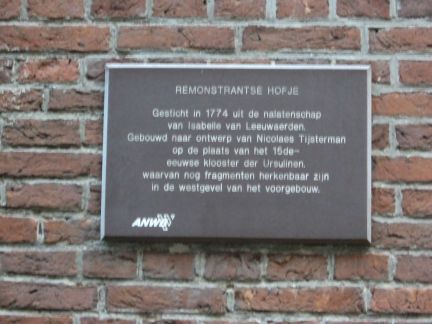 REMONSTRANTSE HOFJE
Gesticht in 1774 uit de nalatenschap
van Isabelle van Leeuwaerden.
Gebouwd naar ontwerp van Nicolaes Tijsterman
op de plaats van het 15de-
eeuwse klooster der Ursulinen,
waarvan nog fragmenten herkenbaar zijn
in de westgevel van het voorgebouw.
ANWB